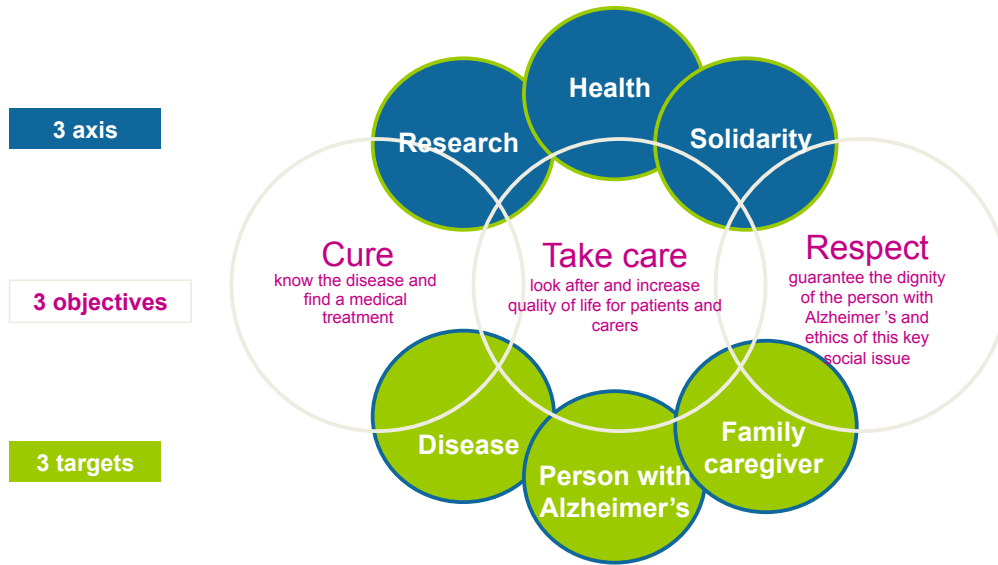 3 axis
Research
Health
Solidarity
3 objectives
Cure
know the disease and
find a medical
treatment
Take care
look after and increase
quality of life for patients and
carers
Respect
guarantee the dignity
of the person with
Alzheimer ’s and
ethics of this key
social issue
3 targets
Disease
Person with
Alzheimer’s
Family
caregiver